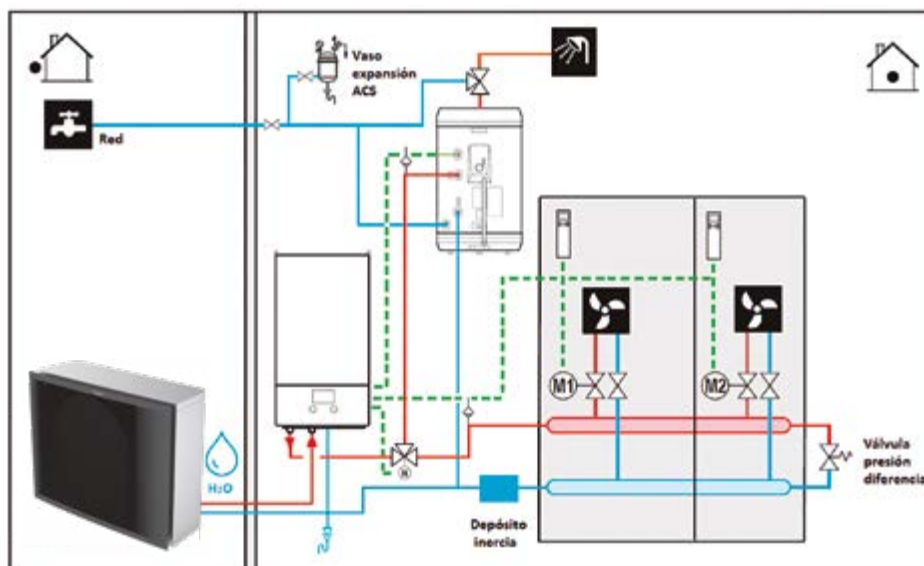 Vaso
expansión
ACS
Red
M1
M2
H₂O
M
Válvula
presión
diferencia
Depósito
inercia